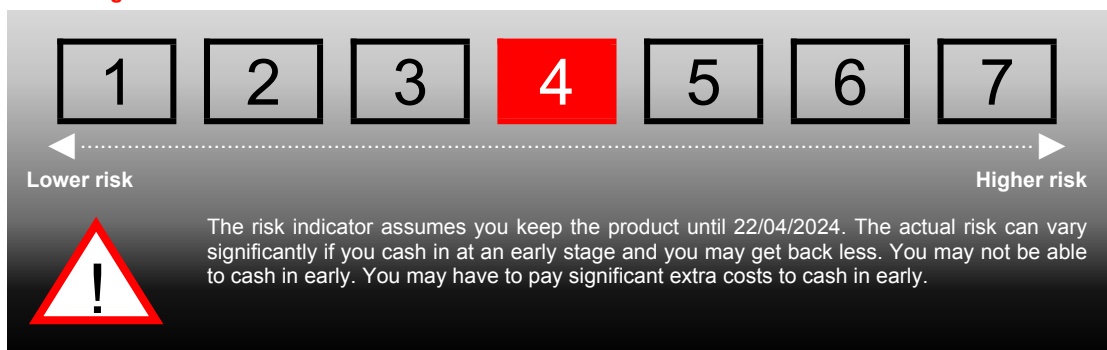 1 2 3 4 5 6 7
Lower risk Higher risk
The risk indicator assumes you keep the product until 22/04/2024. The actual risk can vary
significantly if you cash in at an early stage and you may get back less. You may not be able
to cash in early. You may have to pay significant extra costs to cash in early.
!